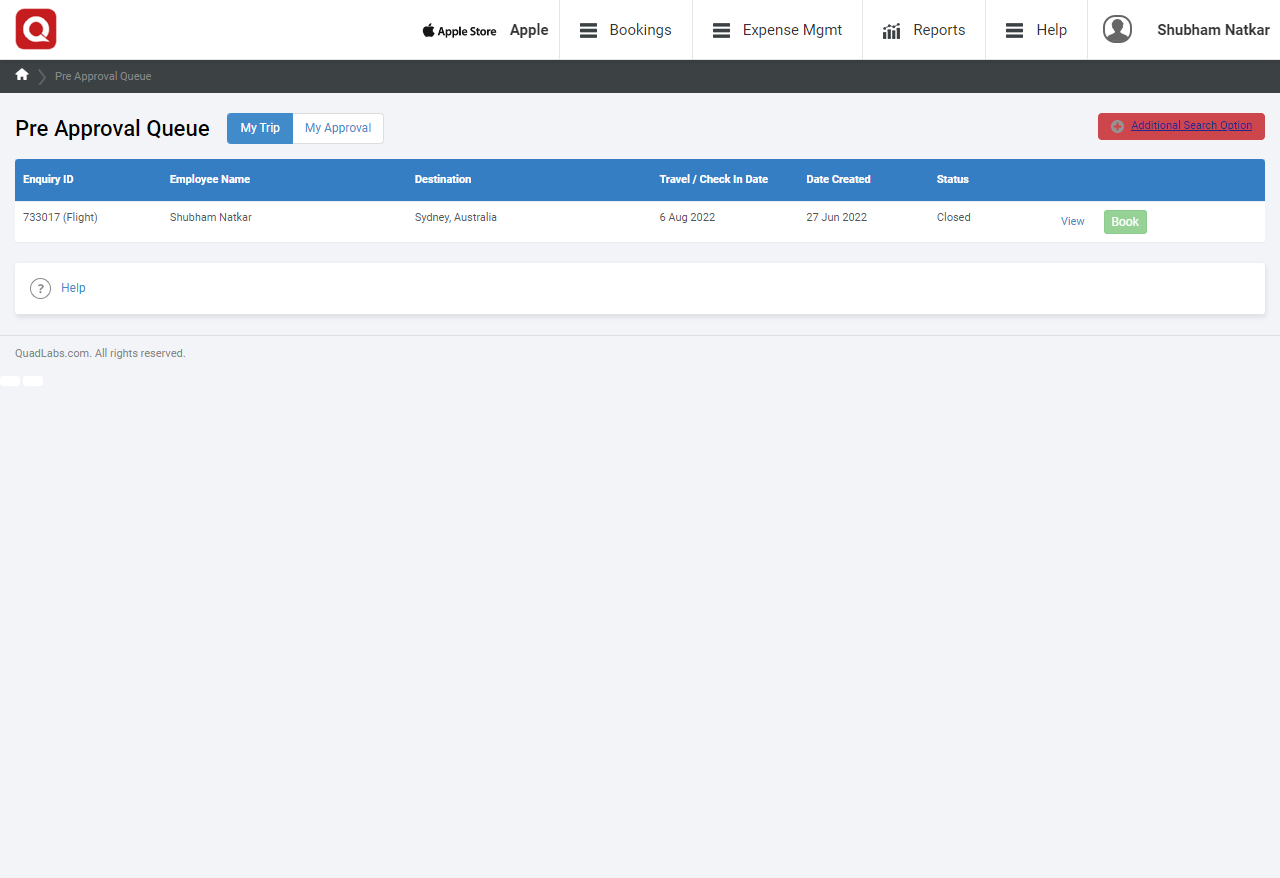 Apple Store Apple Bookings Expense Mgmt Reports Help Shubham Natkar
Pre Approval Queue
Pre Approval Queue My Trip My Approval Additional Search Option
Enquiry ID Employee Name Destination Travel / Check In Date Date Created Status
733017 (Flight) Shubham Natkar Sydney, Australia 6 Aug 2022 27 Jun 2022 Closed View Book
? Help
QuadLabs.com. All rights reserved.